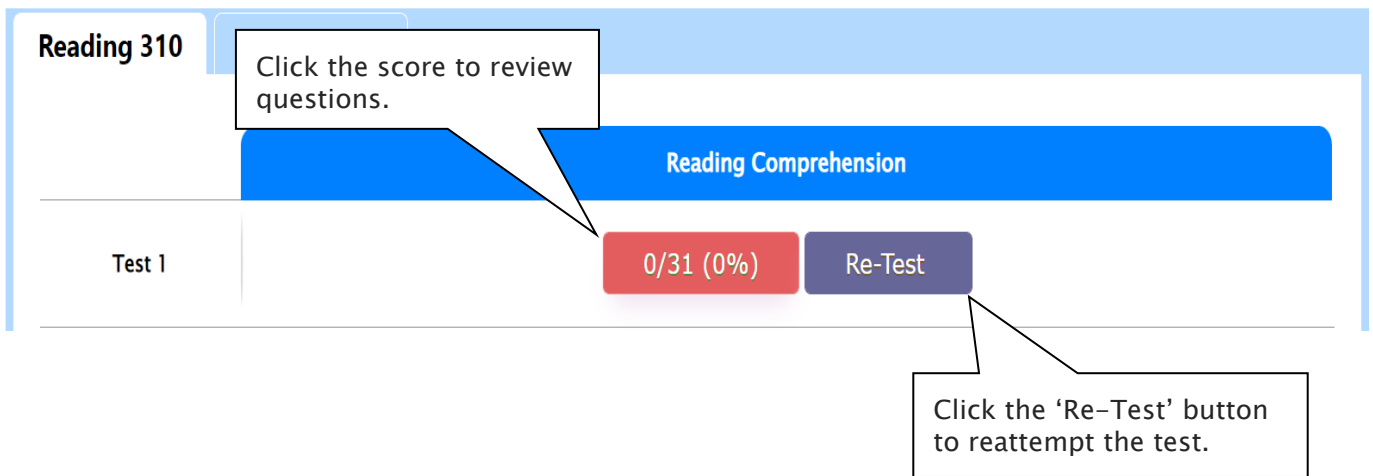 Reading 310
Click the score to review
questions.
Reading Comprehension
Test 1
0/31 (0%)
Re-Test
Click the ‘Re-Test’ button
to reattempt the test.